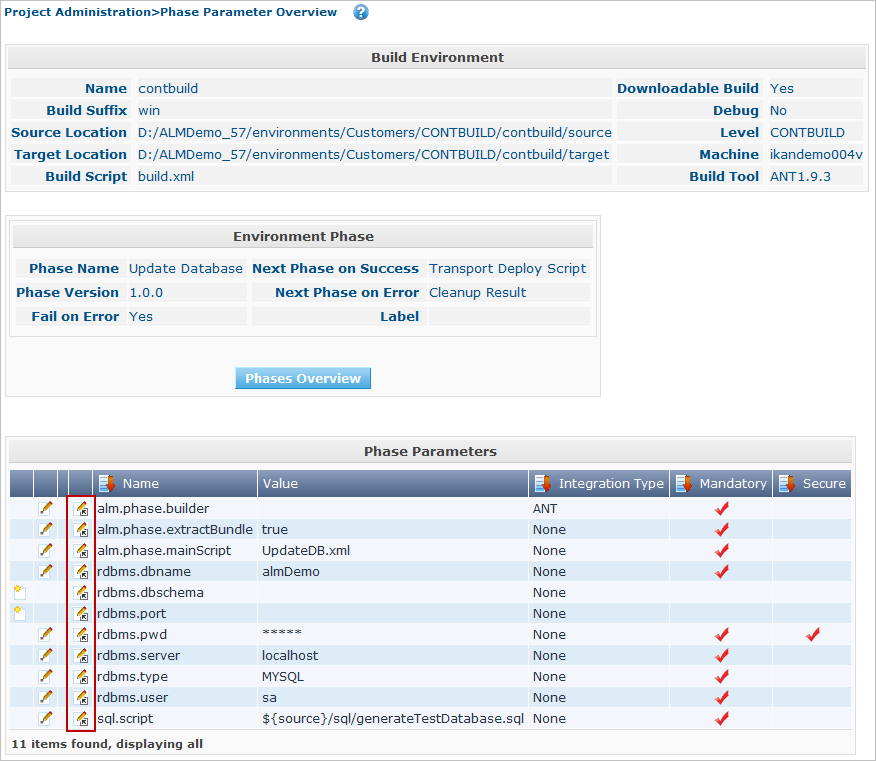 Project Administration>Phase Parameter Overview ?
Build Environment
Name contbuild Downloadable Build Yes
Build Suffix win Debug No
Source Location D:/ALMDemo_57/environments/Customers/CONTBUILD/contbuild/source Level CONTBUILD
Target Location D:/ALMDemo_57/environments/Customers/CONTBUILD/contbuild/target Machine ikandemo004v
Build Script build.xml Build Tool ANT1.9.3
Environment Phase
Phase Name Update Database Next Phase on Success Transport Deploy Script
Phase Version 1.0.0 Next Phase on Error Cleanup Result
Fail on Error Yes Label
Phases Overview
Phase Parameters
Name Value Integration Type Mandatory Secure
alm.phase.builder ANT
alm.phase.extractBundle true None
alm.phase.mainScript UpdateDB.xml None
rdbms.dbname almDemo None
rdbms.dbschema None
rdbms.port None
rdbms.pwd ***** None
rdbms.server localhost None
rdbms.type MYSQL None
rdbms.user sa None
sql.script ${source}/sql/generateTestDatabase.sql None
11 items found, displaying all